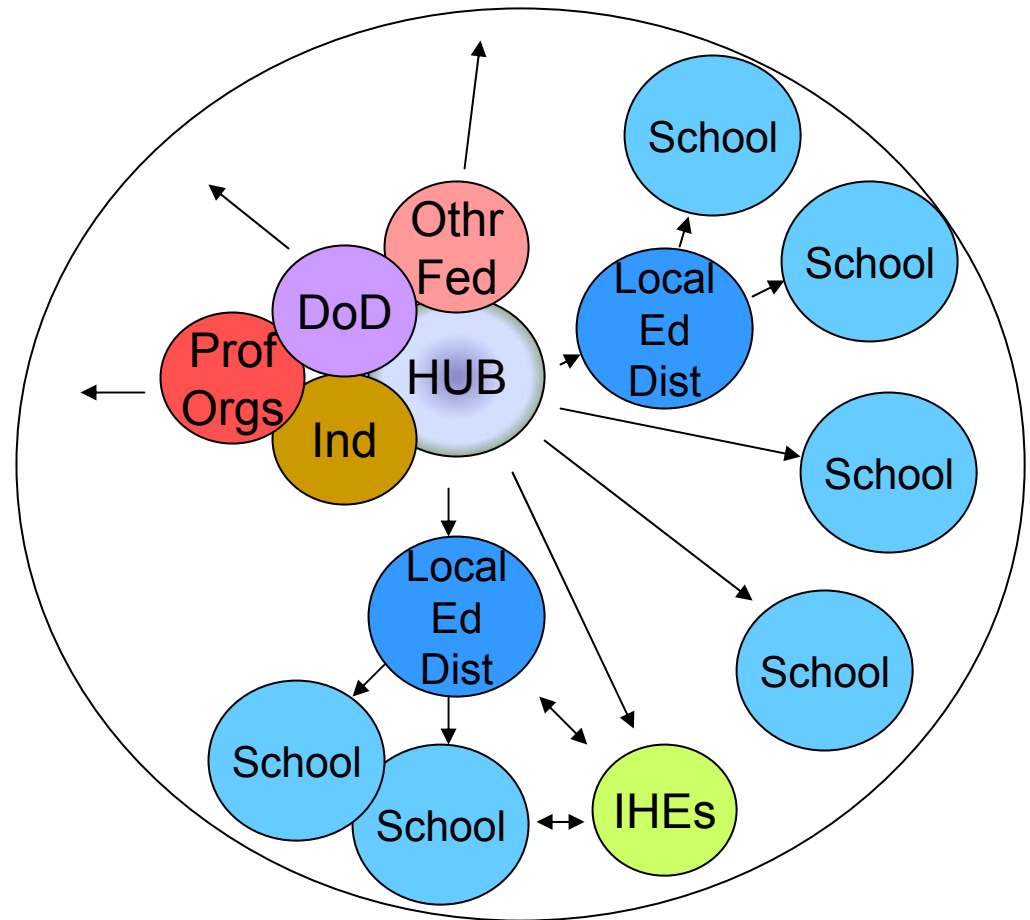 School
Othr
Fed
School
Local
Ed
Dist
DoD
Prof
Orgs
HUB
Ind
School
Local
Ed
Dist
School
School
School
IHEs